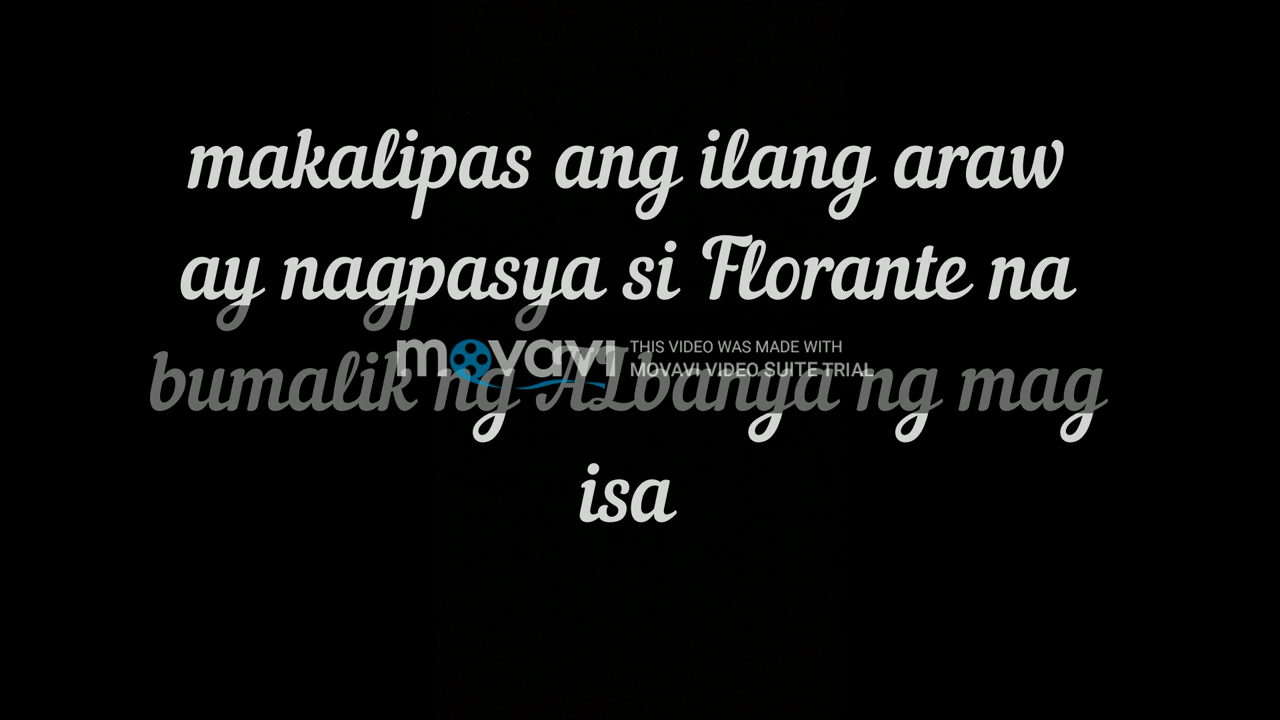 makalipas ang ilang araw
ay nagpasya si Florante na
movavi THIS VIDEO WAS MADE WITH
MOVAVI VIDEO SUITE TRIAL
bumalik ng ALbanya ng mag
isa